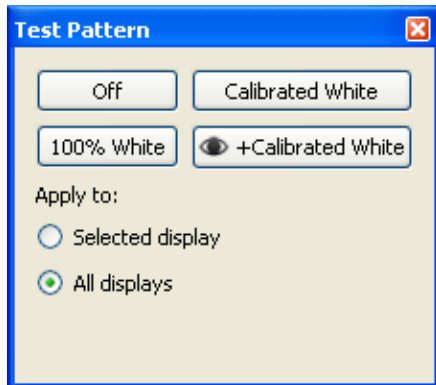 Test Pattern
Off
Calibrated White
100% White
+Calibrated White
Apply to:
Selected display
All displays